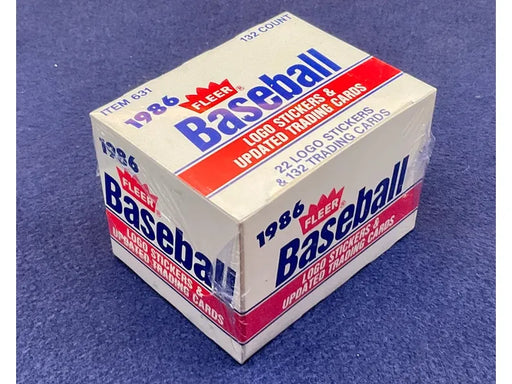 ITEM 631
132 COUNT
1986
FLEER
Baseball
LOGO STICKERS &
UPDATED TRADING CARDS
22 LOGO STICKERS
& 132 TRADING CARDS
1986
FLEER
Baseball
LOGO STICKERS &
UPDATED TRADING CARDS
1986
FLEER
Baseball
LOGO STICKERS &
UPDATED TRADING CARDS